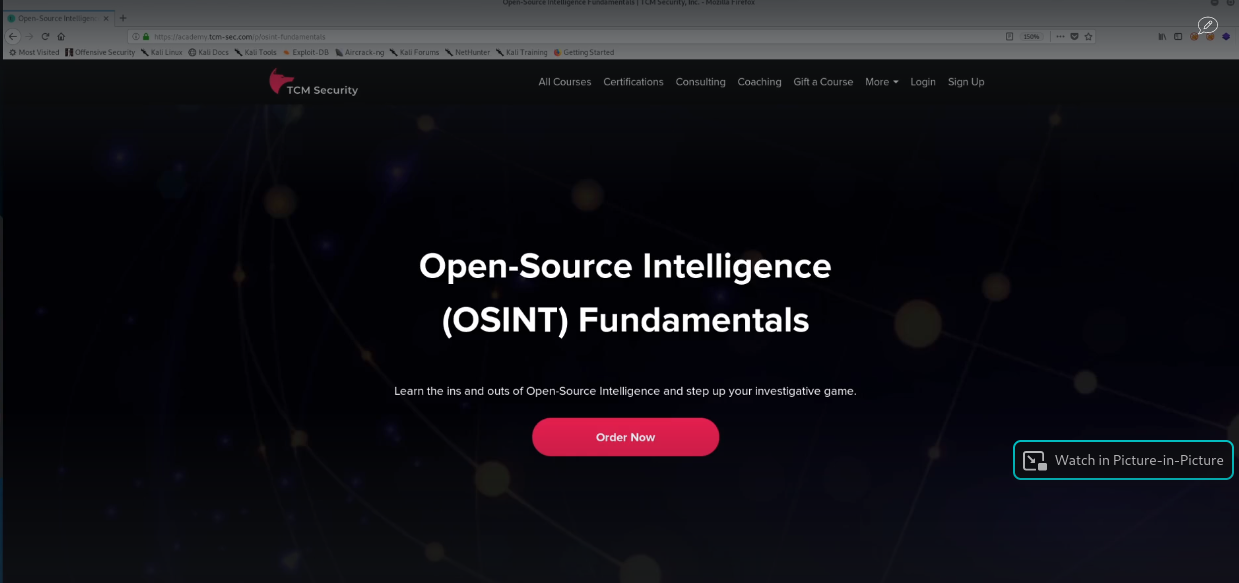 Open-Source Intelligence Fundamentals | TCM Security, Inc. - Mozilla Firefox
Open-Source Intelligen
https://academy.tcm-sec.com/p/osint-fundamentals
150%
Most Visited Offensive Security Kali Linux Kali Docs Kali Tools Exploit-DB Aircrack-ng Kali Forums NetHunter Kali Training Getting Started
TCM Security
All Courses Certifications Consulting Coaching Gift a Course More Login Sign Up
Open-Source Intelligence
(OSINT) Fundamentals
Learn the ins and outs of Open-Source Intelligence and step up your investigative game.
Order Now
Watch in Picture-in-Picture